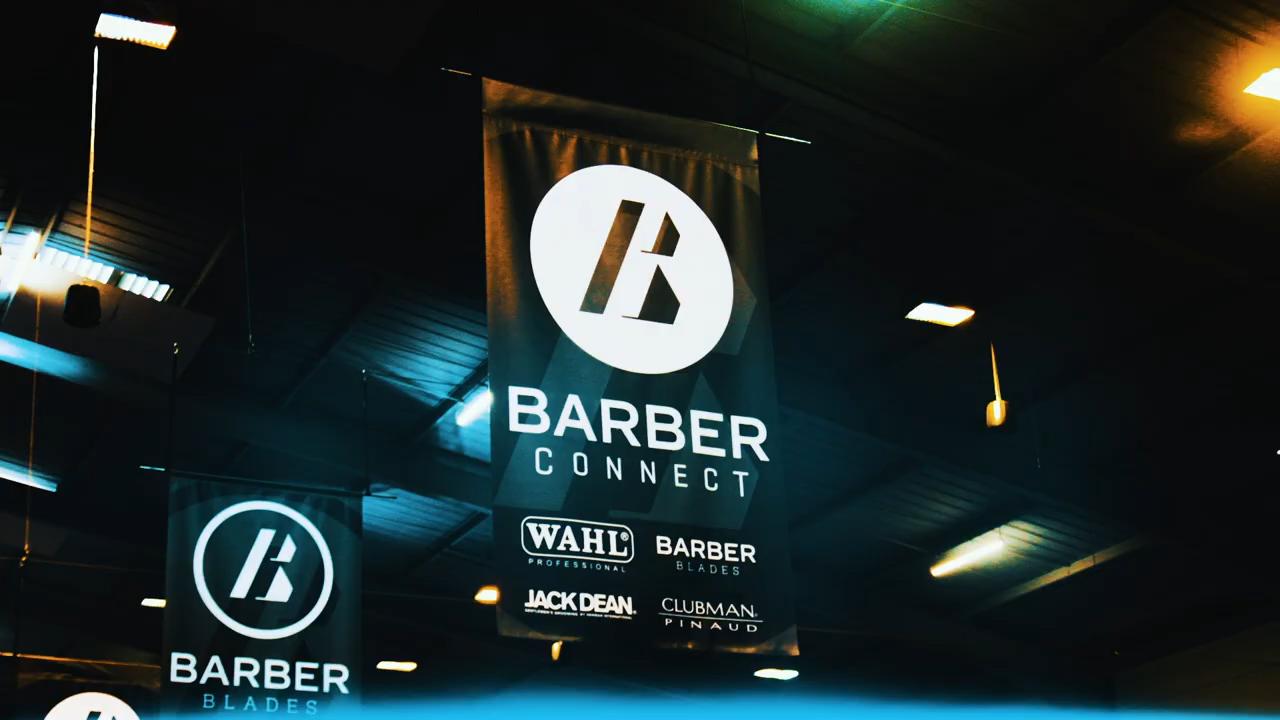 B
BARBER
CONNECT
WAHL®
PROFESSIONAL
BARBER
BLADES
JACK DEAN®
CLUBMAN®
PINAUD
B
BARBER
BLADES